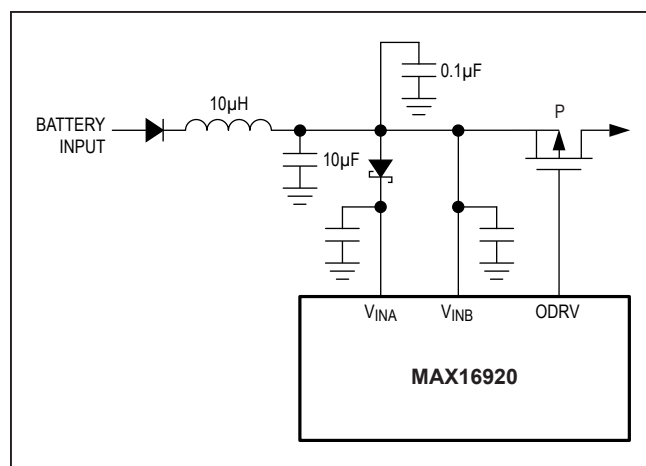 0.1µF
10µH
P
BATTERY
INPUT
10µF
VINA
VINB
ODRV
MAX16920